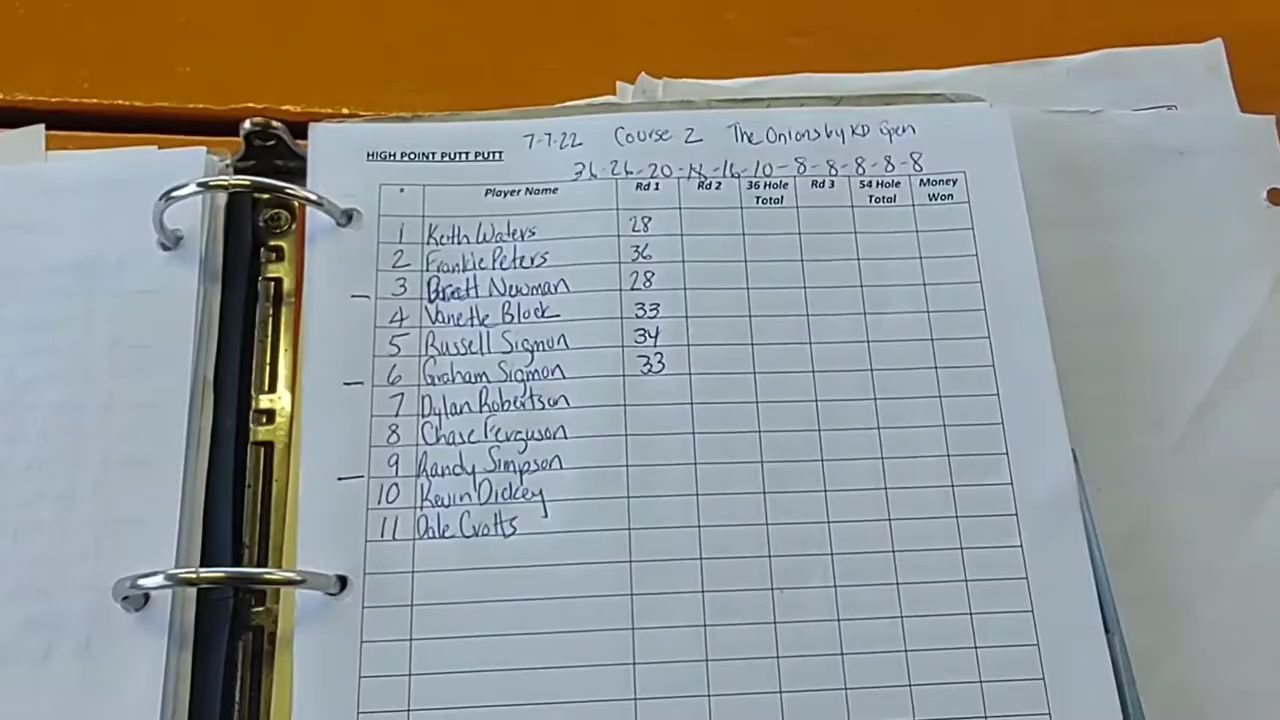 7-7-22 Course 2 The Onionsby KD Open
HIGH POINT PUTT PUTT
36-26-20-18-16-10-8-8-8-8-8
# Player Name Rd 1 Rd 2 36 Hole Total Rd 3 54 Hole Total Money Won
1 Keith Waters 28
2 Frankie Peters 36
3 Brett Newman 28
4 Vanette Block 33
5 Russell Sigmon 34
6 Graham Sigmon 33
7 Dylan Robertson
8 Chase Ferguson
9 Randy Simpson
10 Kevin Dickey
11 Dale Crotts